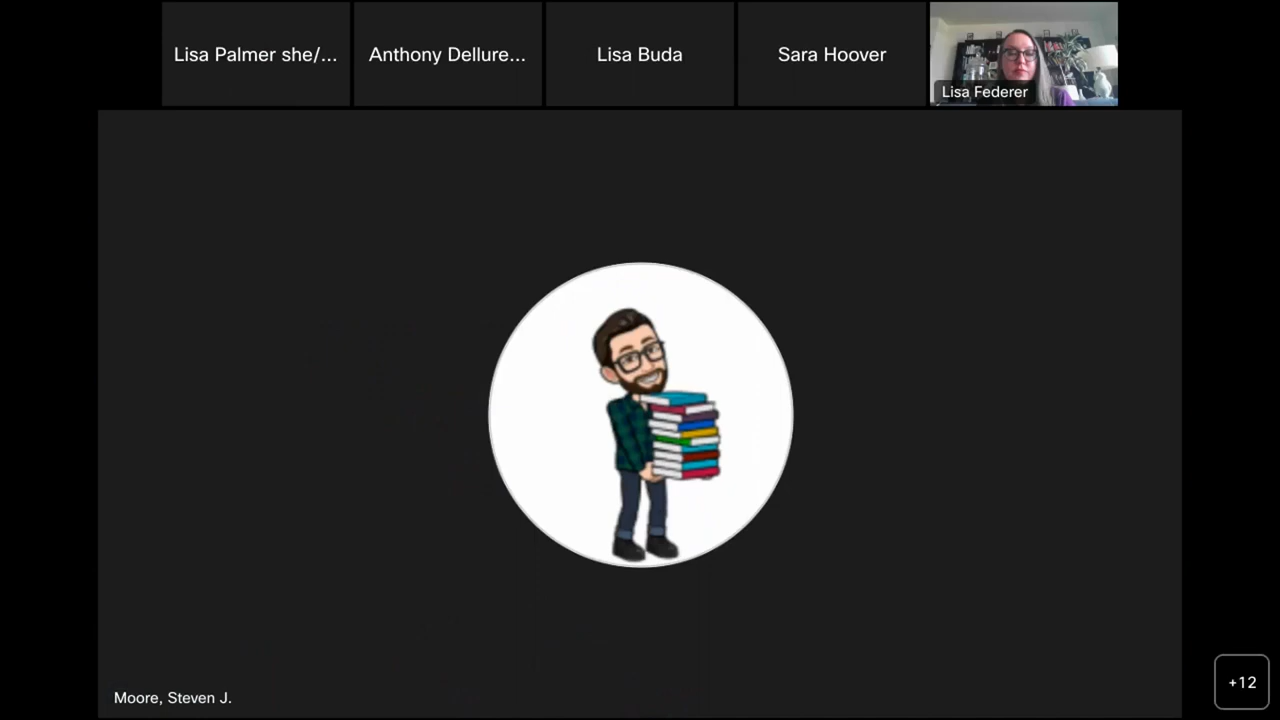 Lisa Palmer she/...
Anthony Dellure...
Lisa Buda
Sara Hoover
Lisa Federer
Moore, Steven J.
+12